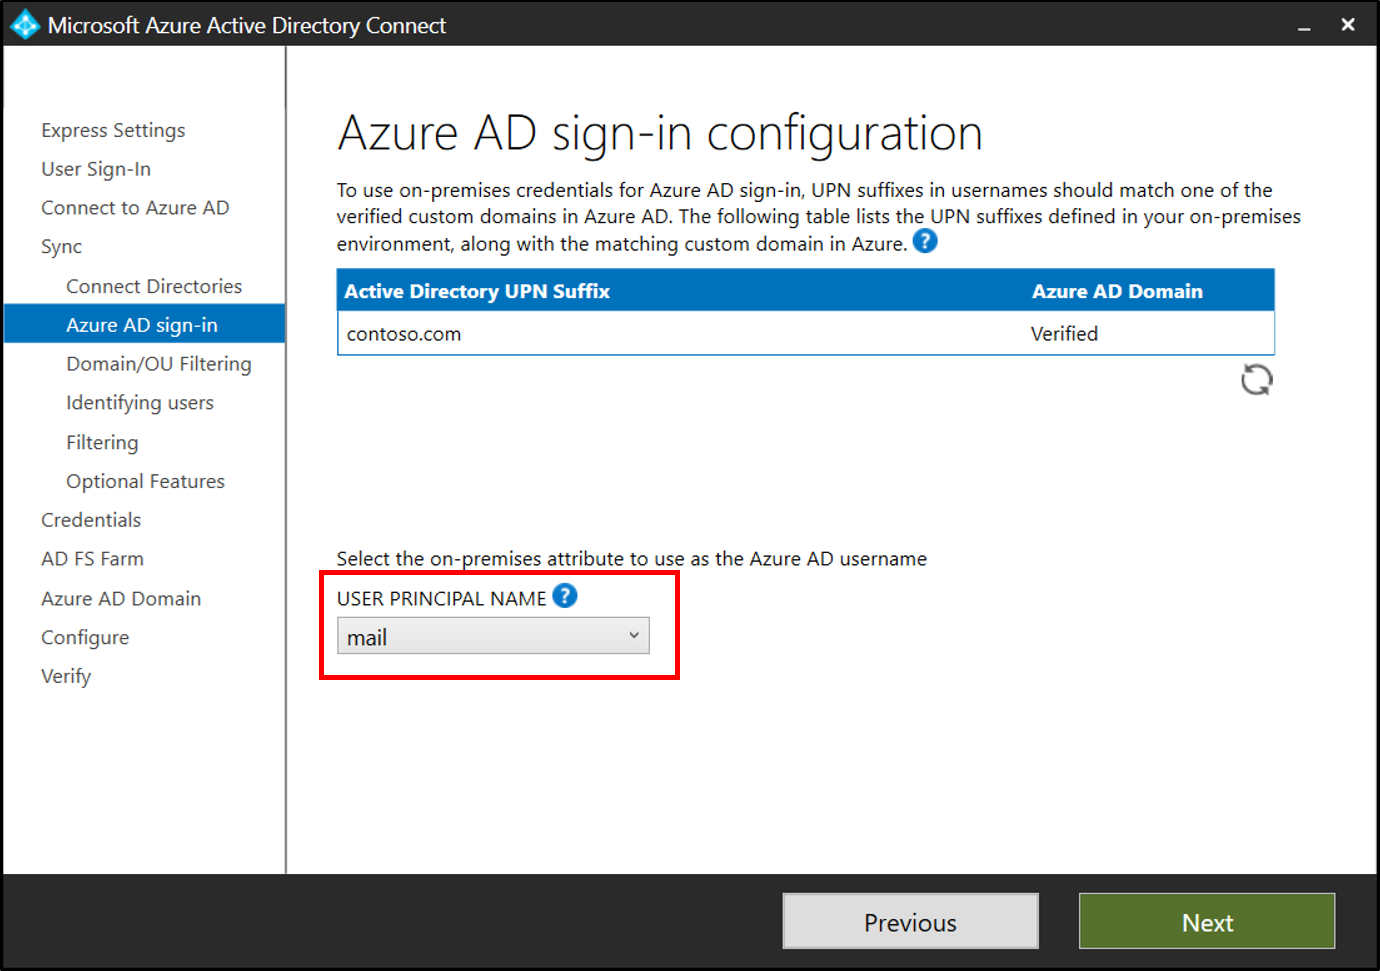 Microsoft Azure Active Directory Connect
Express Settings
User Sign-In
Connect to Azure AD
Sync
Connect Directories
Azure AD sign-in
Domain/OU Filtering
Identifying users
Filtering
Optional Features
Credentials
AD FS Farm
Azure AD Domain
Configure
Verify
Azure AD sign-in configuration
To use on-premises credentials for Azure AD sign-in, UPN suffixes in usernames should match one of the
verified custom domains in Azure AD. The following table lists the UPN suffixes defined in your on-premises
environment, along with the matching custom domain in Azure. ?
Active Directory UPN Suffix Azure AD Domain
contoso.com Verified
Select the on-premises attribute to use as the Azure AD username
USER PRINCIPAL NAME ?
mail
Previous Next